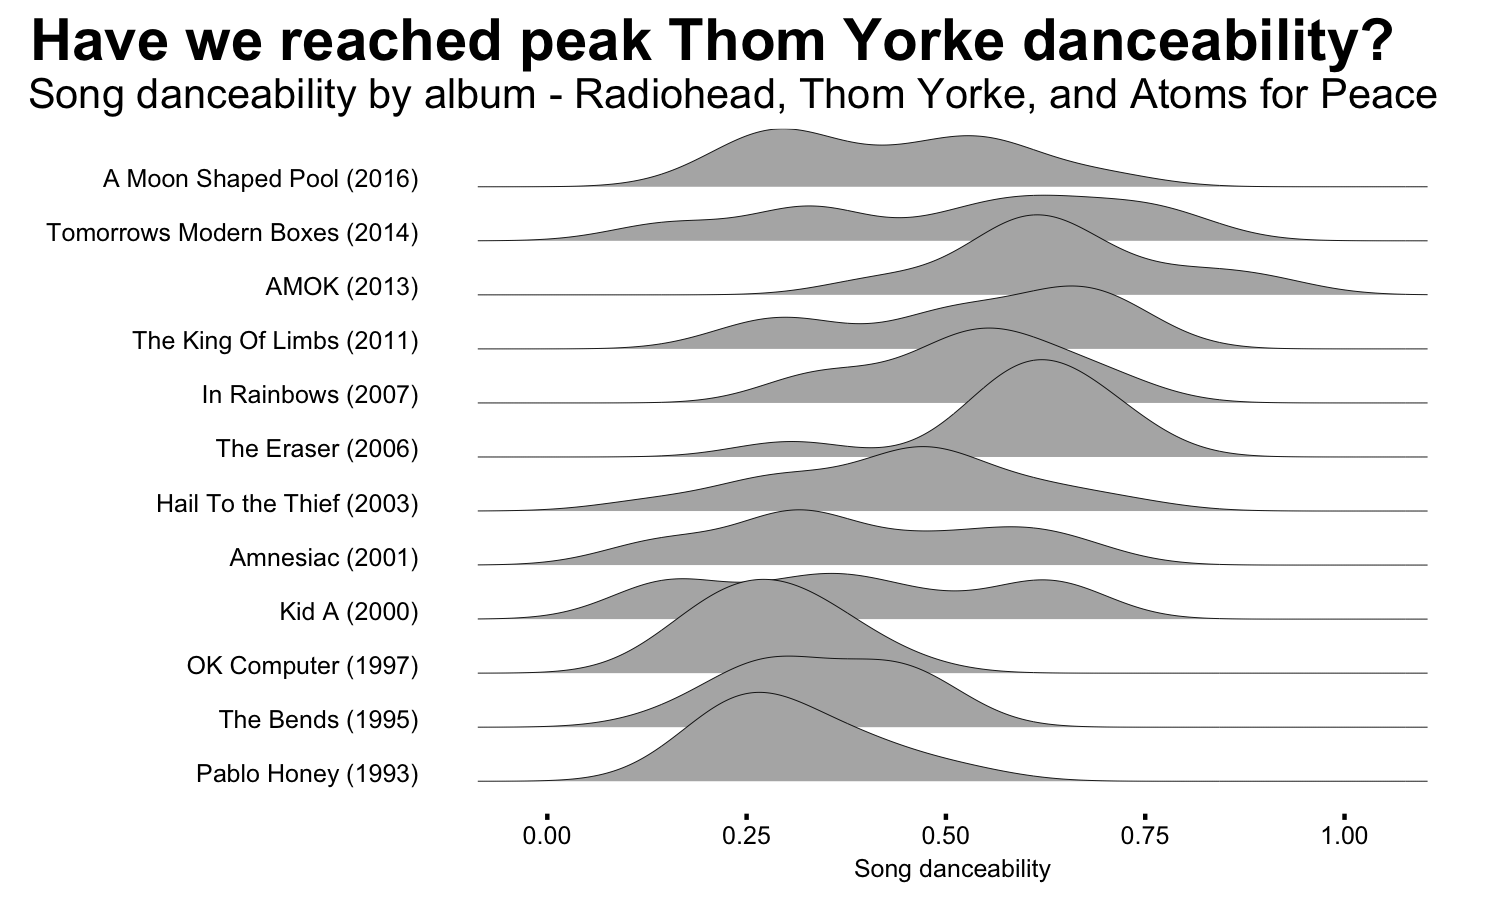 Have we reached peak Thom Yorke danceability?
Song danceability by album - Radiohead, Thom Yorke, and Atoms for Peace
A Moon Shaped Pool (2016)
Tomorrows Modern Boxes (2014)
AMOK (2013)
The King Of Limbs (2011)
In Rainbows (2007)
The Eraser (2006)
Hail To the Thief (2003)
Amnesiac (2001)
Kid A (2000)
OK Computer (1997)
The Bends (1995)
Pablo Honey (1993)
0.00 0.25 0.50 0.75 1.00
Song danceability